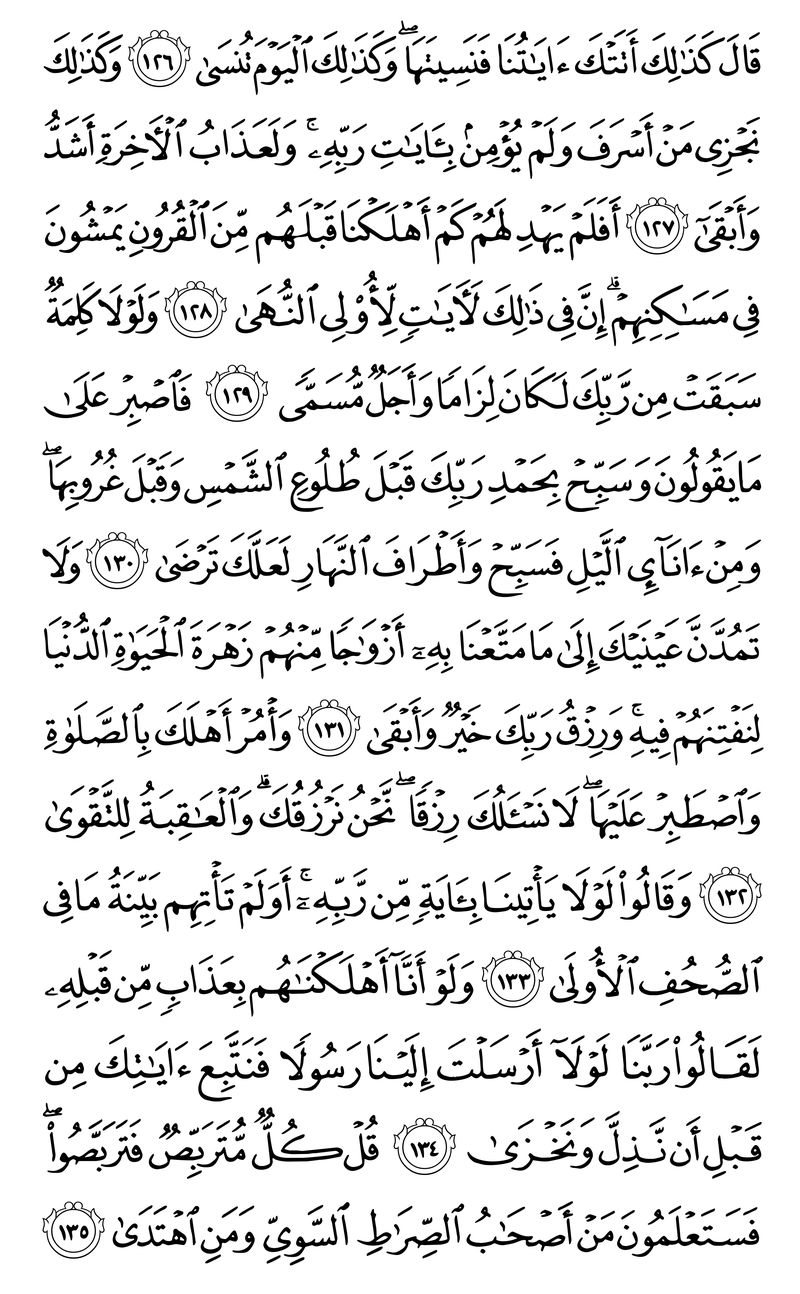 قَالَ كَذَٰلِكَ أَتَتْكَ ءَايَـٰتُنَا فَنَسِيتَهَا ۖ وَكَذَٰلِكَ ٱلْيَوْمَ تُنسَىٰ ١٢٦ وَكَذَٰلِكَ
نَجْزِى مَنْ أَسْرَفَ وَلَمْ يُؤْمِنۢ بِـَٔايَـٰتِ رَبِّهِۦ ۚ وَلَعَذَابُ ٱلْـَٔاخِرَةِ أَشَدُّ
وَأَبْقَىٰٓ ١٢٧ أَفَلَمْ يَهْدِ لَهُمْ كَمْ أَهْلَكْنَا قَبْلَهُم مِّنَ ٱلْقُرُونِ يَمْشُونَ
فِى مَسَـٰكِنِهِمْ ۗ إِنَّ فِى ذَٰلِكَ لَـَٔايَـٰتٍ لِّأُو۟لِى ٱلنُّهَىٰ ١٢٨ وَلَوْلَا كَلِمَةٌ
سَبَقَتْ مِن رَّبِّكَ لَكَانَ لِزَامًا وَأَجَلٌ مُّسَمًّى ١٢٩ فَٱصْبِرْ عَلَىٰ
مَا يَقُولُونَ وَسَبِّحْ بِحَمْدِ رَبِّكَ قَبْلَ طُلُوعِ ٱلشَّمْسِ وَقَبْلَ غُرُوبِهَا ۖ
وَمِنْ ءَانَآئِ ٱلَّيْلِ فَسَبِّحْ وَأَطْرَافَ ٱلنَّهَارِ لَعَلَّكَ تَرْضَىٰ ١٣٠ وَلَا
تَمُدَّنَّ عَيْنَيْكَ إِلَىٰ مَا مَتَّعْنَا بِهِۦٓ أَزْوَٰجًا مِّنْهُمْ زَهْرَةَ ٱلْحَيَوٰةِ ٱلدُّنْيَا
لِنَفْتِنَهُمْ فِيهِ ۚ وَرِزْقُ رَبِّكَ خَيْرٌ وَأَبْقَىٰ ١٣١ وَأْمُرْ أَهْلَكَ بِٱلصَّلَوٰةِ
وَٱصْطَبِرْ عَلَيْهَا ۖ لَا نَسْـَٔلُكَ رِزْقًا ۖ نَّحْنُ نَرْزُقُكَ ۗ وَٱلْعَـٰقِبَةُ لِلتَّقْوَىٰ
١٣٢ وَقَالُوا۟ لَوْلَا يَأْتِينَا بِـَٔايَةٍ مِّن رَّبِّهِۦٓ ۚ أَوَلَمْ تَأْتِهِم بَيِّنَةُ مَا فِى
ٱلصُّحُفِ ٱلْأُولَىٰ ١٣٣ وَلَوْ أَنَّآ أَهْلَكْنَـٰهُم بِعَذَابٍ مِّن قَبْلِهِۦ
لَقَالُوا۟ رَبَّنَا لَوْلَآ أَرْسَلْتَ إِلَيْنَا رَسُولًا فَنَتَّبِعَ ءَايَـٰتِكَ مِن
قَبْلِ أَن نَّذِلَّ وَنَخْزَىٰ ١٣٤ قُلْ كُلٌّ مُّتَرَبِّصٌ فَتَرَبَّصُوا۟ ۖ
فَسَتَعْلَمُونَ مَنْ أَصْحَـٰبُ ٱلصِّرَٰطِ ٱلسَّوِىِّ وَمَنِ ٱهْتَدَىٰ ١٣٥